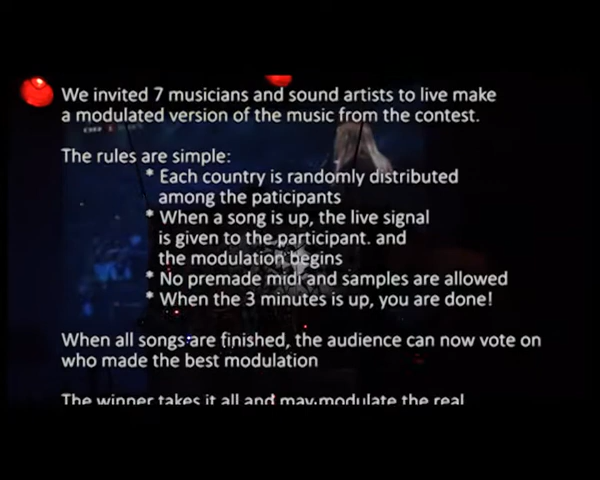 We invited 7 musicians and sound artists to live make
a modulated version of the music from the contest.
The rules are simple:
* Each country is randomly distributed
among the paticipants
* When a song is up, the live signal
is given to the participant. and
the modulation begins
* No premade midi and samples are allowed
* When the 3 minutes is up, you are done!
When all songs are finished, the audience can now vote on
who made the best modulation
The winner takes it all and may modulate the real